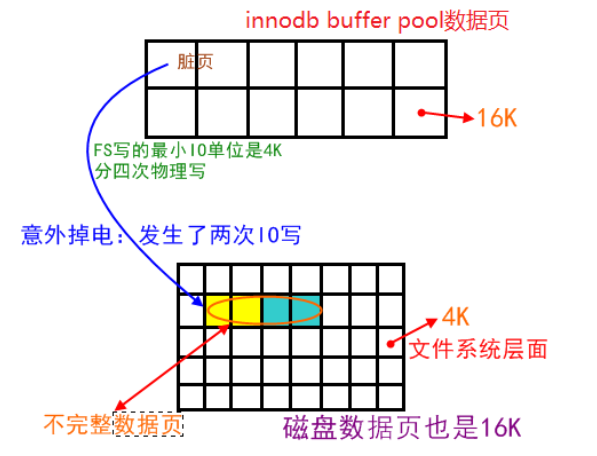 innodb buffer pool数据页
脏页
16K
FS写的最小IO单位是4K
分四次物理写
意外掉电：发生了两次IO写
4K
文件系统层面
不完整数据页
磁盘数据页也是16K